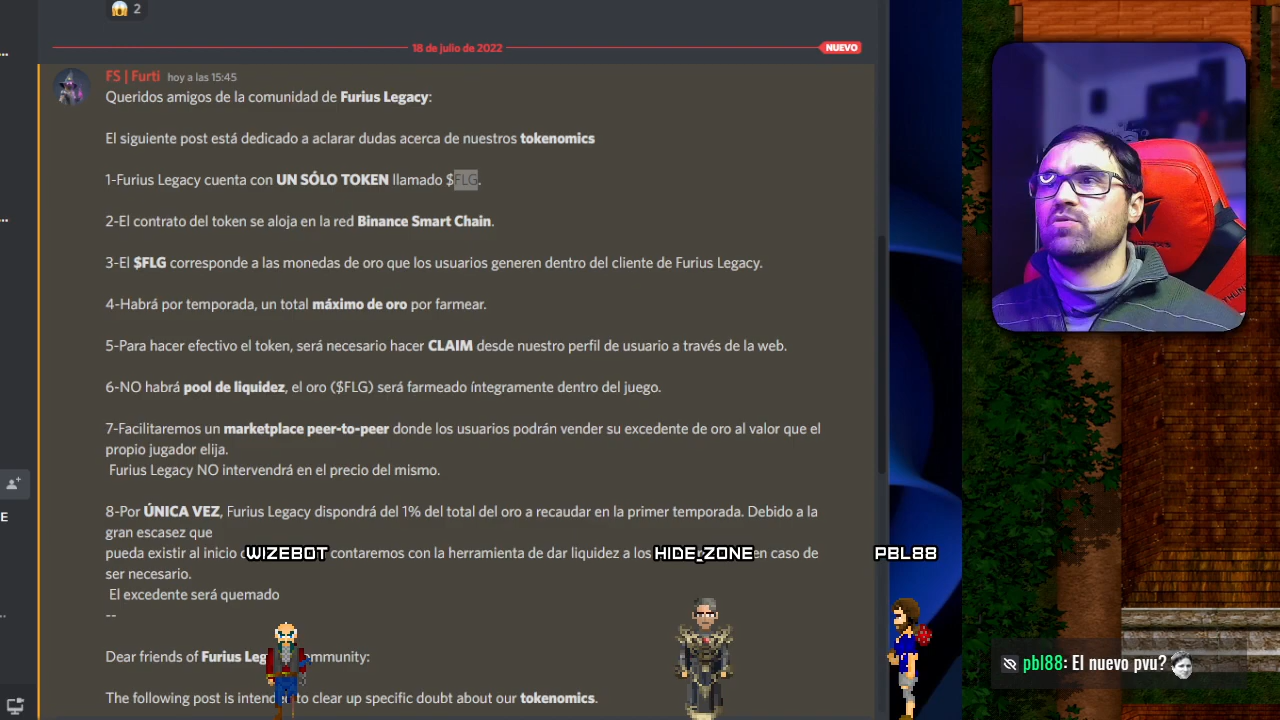 😱 2
18 de julio de 2022
NUEVO
FS | Furti hoy a las 15:45
Queridos amigos de la comunidad de Furius Legacy:
El siguiente post está dedicado a aclarar dudas acerca de nuestros tokenomics
1-Furius Legacy cuenta con UN SÓLO TOKEN llamado $FLG.
2-El contrato del token se aloja en la red Binance Smart Chain.
3-El $FLG corresponde a las monedas de oro que los usuarios generen dentro del cliente de Furius Legacy.
4-Habrá por temporada, un total máximo de oro por farmear.
5-Para hacer efectivo el token, será necesario hacer CLAIM desde nuestro perfil de usuario a través de la web.
6-NO habrá pool de liquidez, el oro ($FLG) será farmeado íntegramente dentro del juego.
7-Facilitaremos un marketplace peer-to-peer donde los usuarios podrán vender su excedente de oro al valor que el
propio jugador elija.
Furius Legacy NO intervendrá en el precio del mismo.
8-Por ÚNICA VEZ, Furius Legacy dispondrá del 1% del total del oro a recaudar en la primer temporada. Debido a la
gran escasez que
pueda existir al inicio WIZEBOT contaremos con la herramienta de dar liquidez a los HIDE_ZONE en caso de
PBL88
ser necesario.
El excedente será quemado
--
Dear friends of Furius Leg mmunity:
The following post is inten to clear up specific doubt about our tokenomics.
E
pbl88: El nuevo pvu?